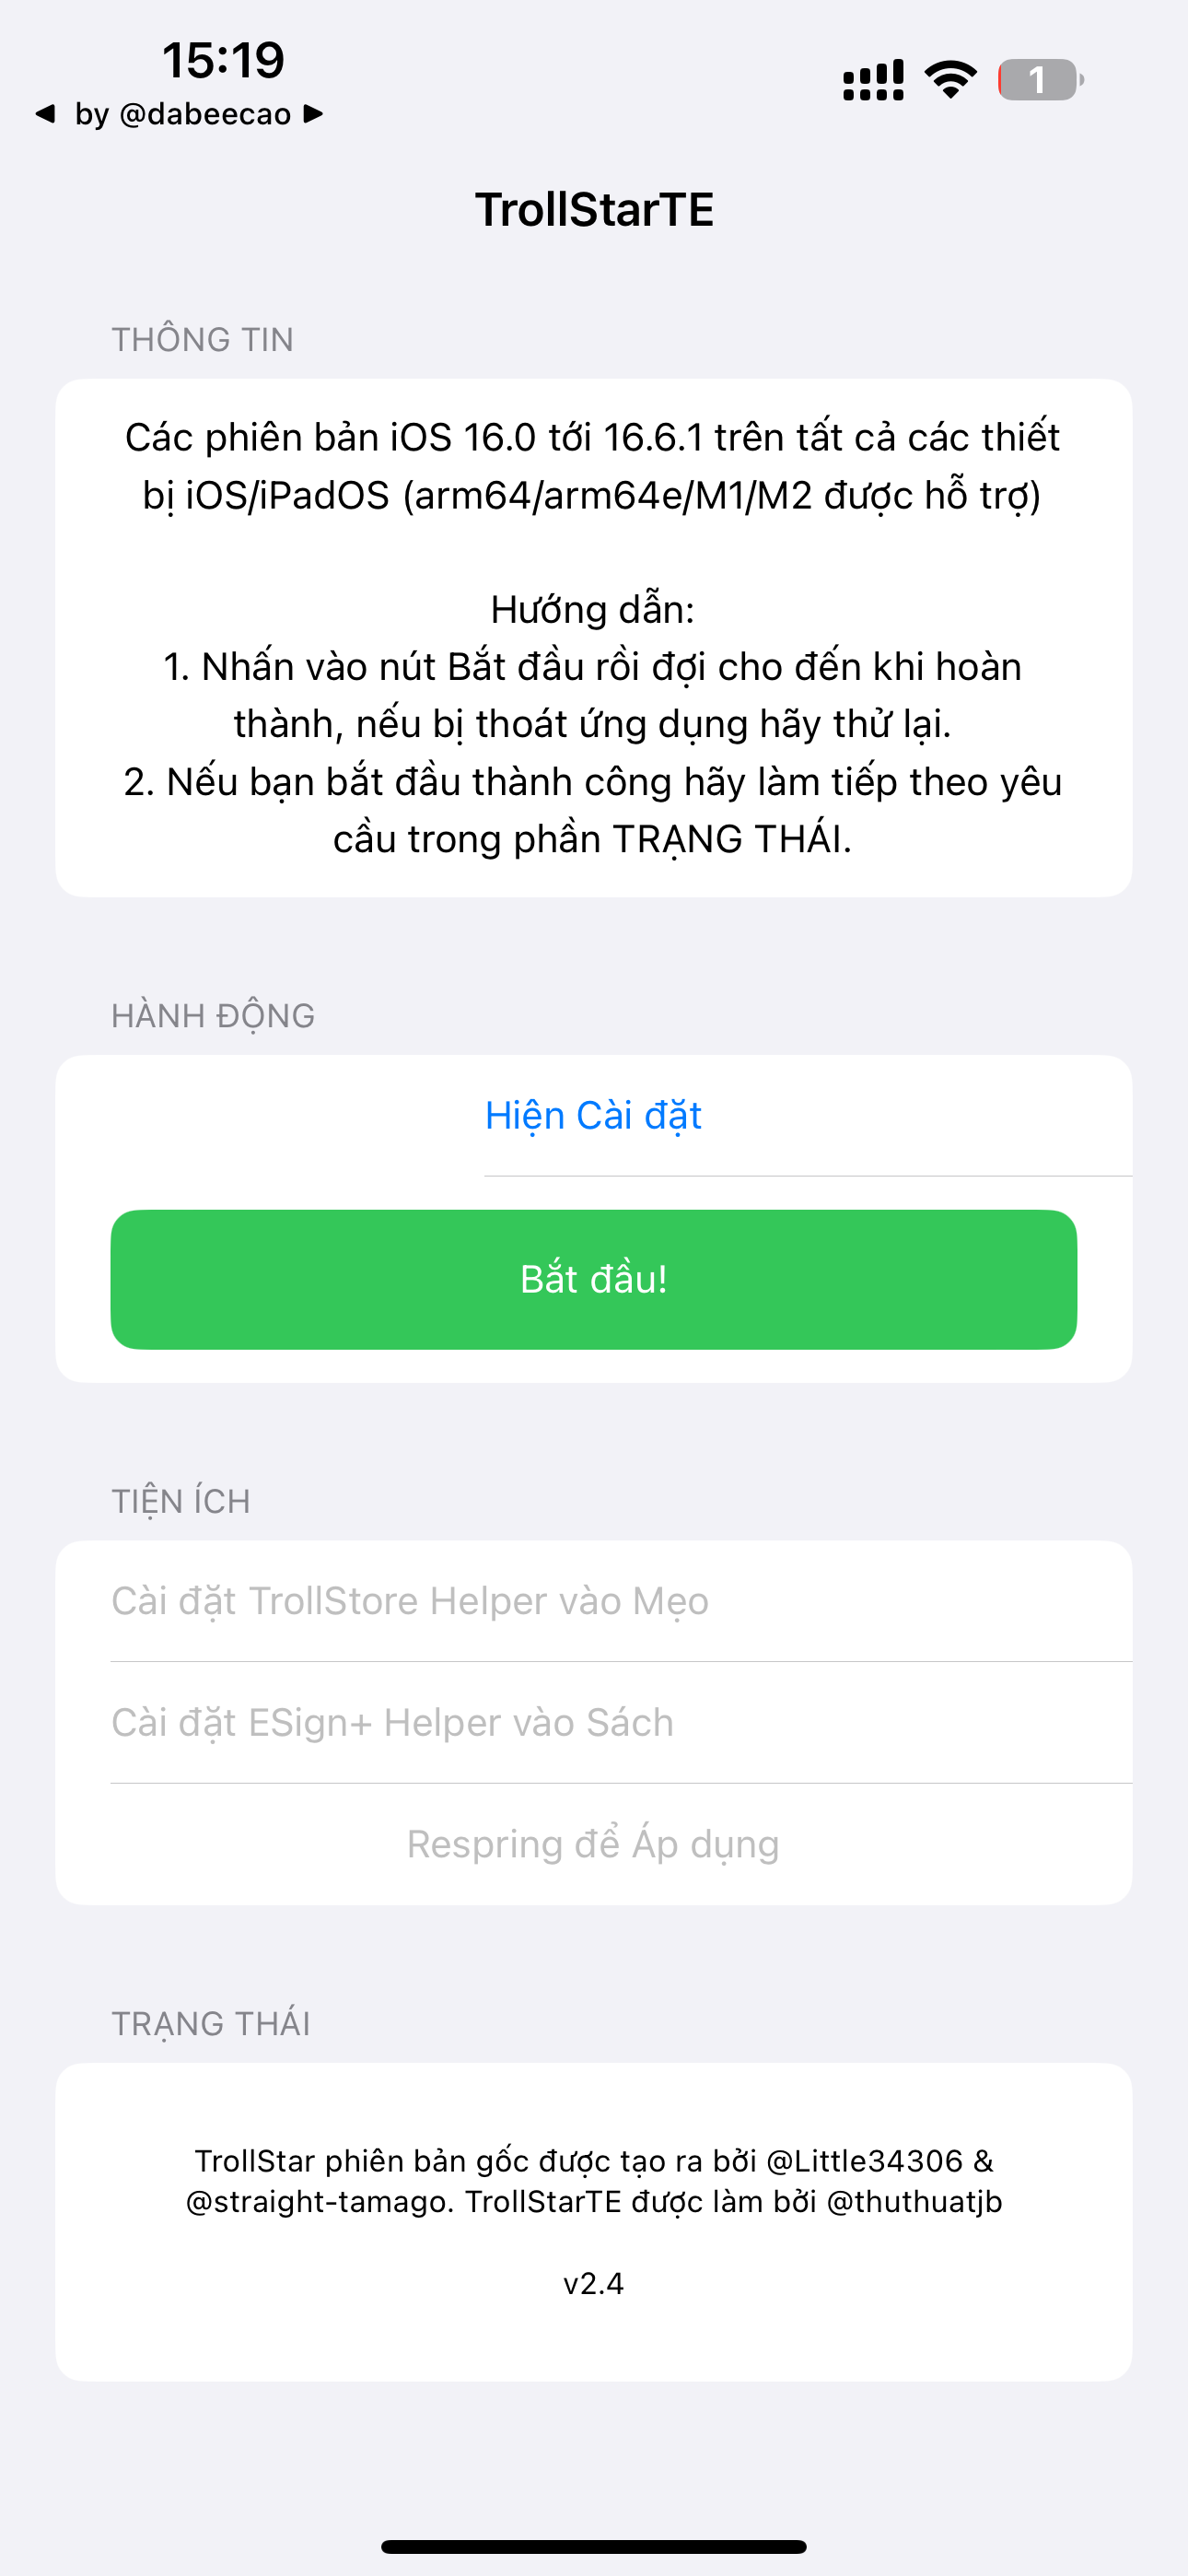 15:19
1
◀ by @dabeecao ▶
TrollStarTE
THÔNG TIN
Các phiên bản iOS 16.0 tới 16.6.1 trên tất cả các thiết
bị iOS/iPadOS (arm64/arm64e/M1/M2 được hỗ trợ)
Hướng dẫn:
1. Nhấn vào nút Bắt đầu rồi đợi cho đến khi hoàn
thành, nếu bị thoát ứng dụng hãy thử lại.
2. Nếu bạn bắt đầu thành công hãy làm tiếp theo yêu
cầu trong phần TRẠNG THÁI.
HÀNH ĐỘNG
Hiện Cài đặt
Bắt đầu!
TIỆN ÍCH
Cài đặt TrollStore Helper vào Mẹo
Cài đặt ESign+ Helper vào Sách
Respring để Áp dụng
TRẠNG THÁI
TrollStar phiên bản gốc được tạo ra bởi @Little34306 &
@straight-tamago. TrollStarTE được làm bởi @thuthuatjb
v2.4